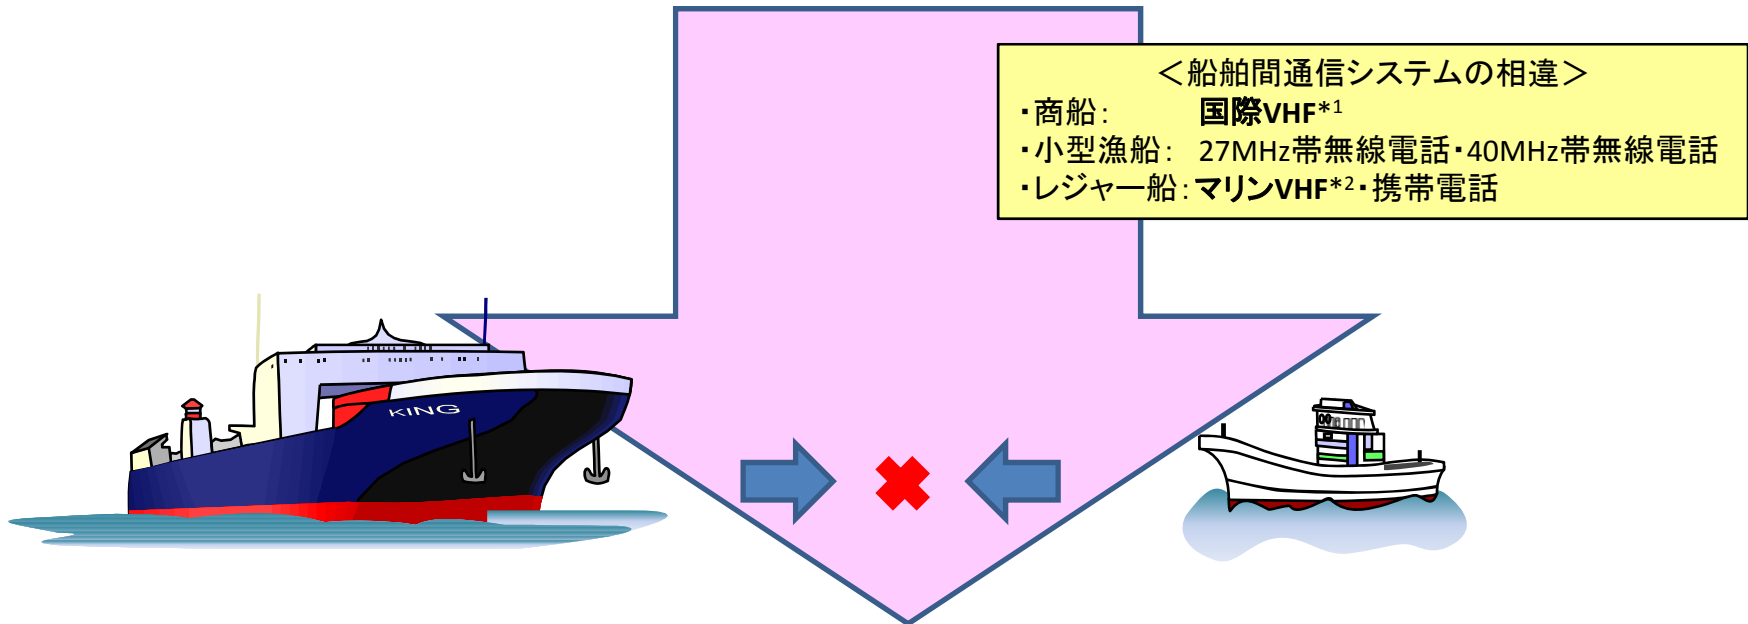 ＜船舶間通信システムの相違＞
・商船： 国際VHF*1
・小型漁船： 27MHz帯無線電話・40MHz帯無線電話
・レジャー船：マリンVHF*2・携帯電話
KING